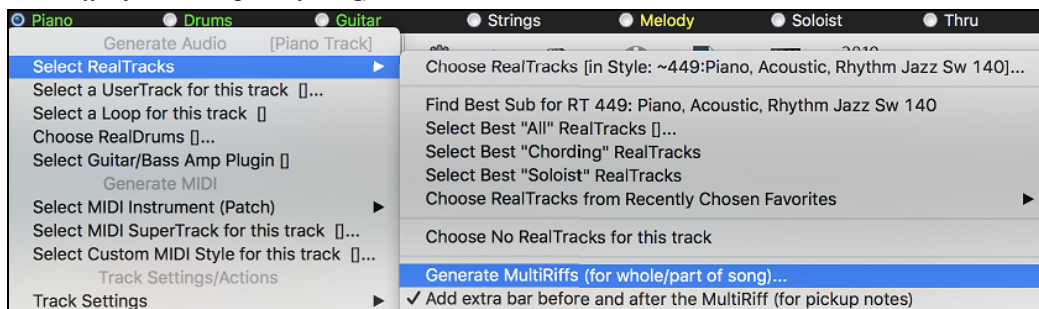 Piano Drums Guitar Strings Melody Soloist Thru
Generate Audio [Piano Track]
Select RealTracks
Select a UserTrack for this track []...
Select a Loop for this track []
Choose RealDrums []...
Select Guitar/Bass Amp Plugin []
Generate MIDI
Select MIDI Instrument (Patch)
Select MIDI SuperTrack for this track []...
Select Custom MIDI Style for this track []...
Track Settings/Actions
Track Settings
Choose RealTracks [in Style: ~449:Piano, Acoustic, Rhythm Jazz Sw 140]...
Find Best Sub for RT 449: Piano, Acoustic, Rhythm Jazz Sw 140
Select Best "All" RealTracks []...
Select Best "Chording" RealTracks
Select Best "Soloist" RealTracks
Choose RealTracks from Recently Chosen Favorites
Choose No RealTracks for this track
Generate MultiRiffs (for whole/part of song)...
✓ Add extra bar before and after the MultiRiff (for pickup notes)